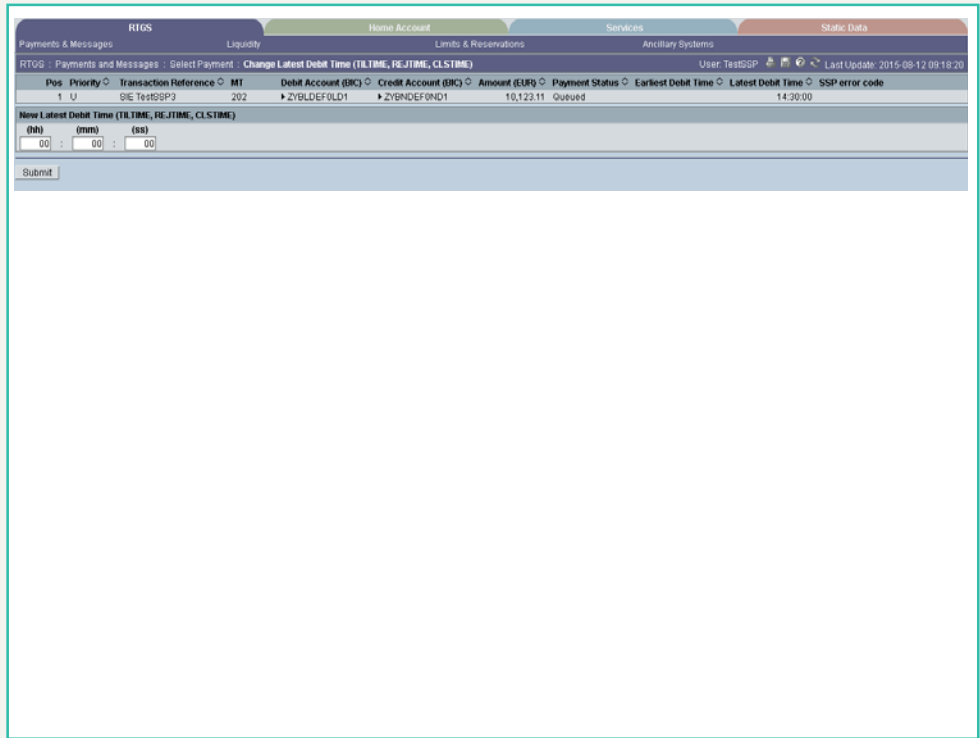 RTGS Home Account Services Static Data
Payments & Messages Liquidity Limits & Reservations Ancillary Systems
RTGS : Payments and Messages : Select Payment : Change Latest Debit Time (TILTIME, REJTIME, CLSTIME) User: TestSSP Last Update: 2015-08-12 09:18:20
Pos Priority Transaction Reference MT Debit Account (BIC) Credit Account (BIC) Amount (EUR) Payment Status Earliest Debit Time Latest Debit Time SSP error code
1 U SIE TestSSP3 202 ZYBLDEF0LD1 ZYBNDEF0ND1 10,123.11 Queued 14:30:00
New Latest Debit Time (TILTIME, REJTIME, CLSTIME)
(hh) (mm) (ss)
00 : 00 : 00
Submit